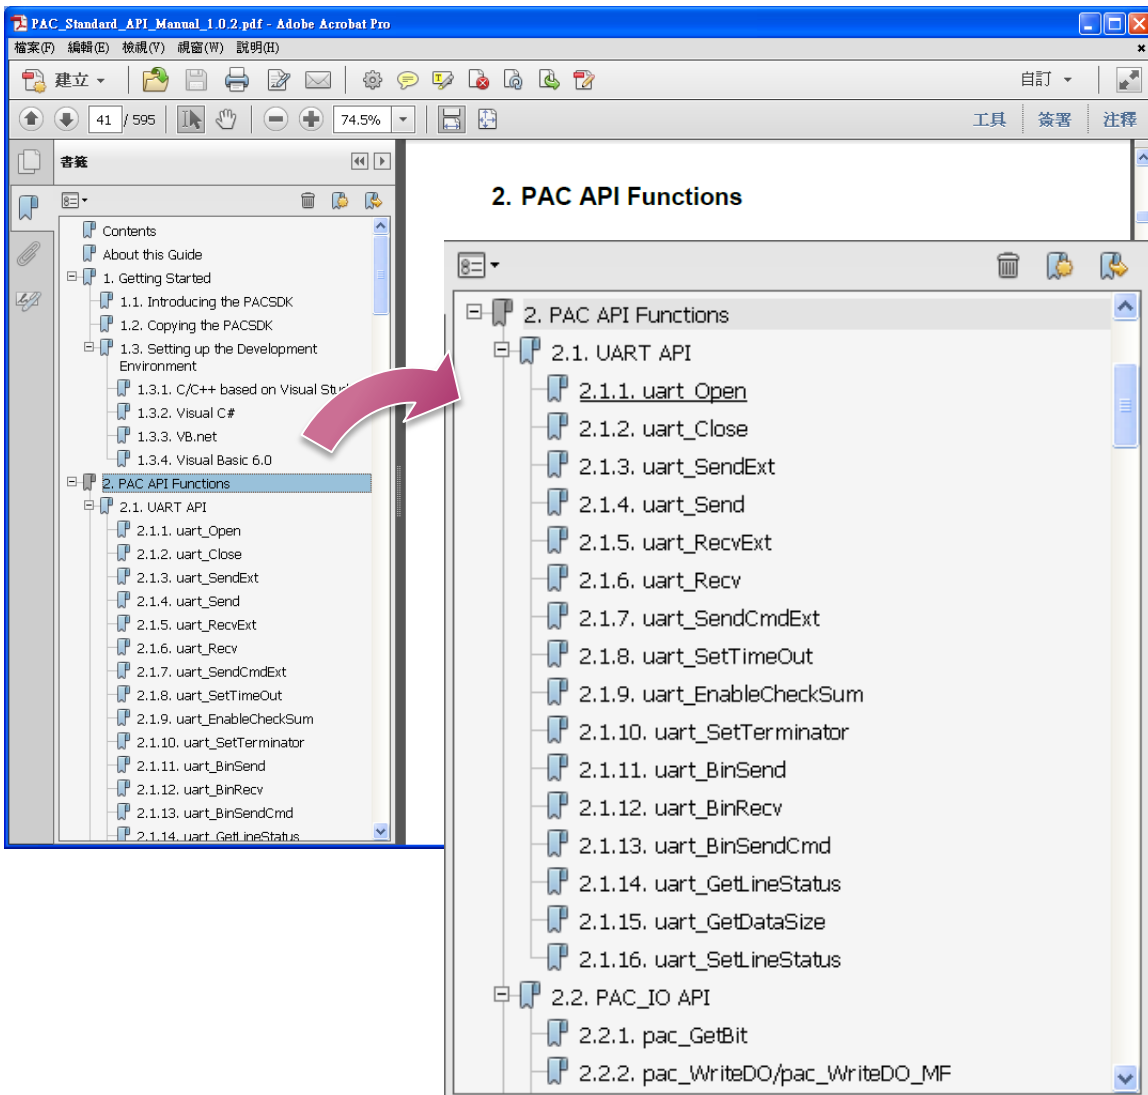 PAC_Standard_API_Manual_1.0.2.pdf - Adobe Acrobat Pro
檔案(F) 編輯(E) 檢視(V) 視窗(W) 說明(H)
建立 自訂
41 / 595 74.5% 工具 簽署 注釋
書籤
Contents
About this Guide
1. Getting Started
1.1. Introducing the PACSDK
1.2. Copying the PACSDK
1.3. Setting up the Development
Environment
1.3.1. C/C++ based on Visual
1.3.2. Visual C#
1.3.3. VB.net
1.3.4. Visual Basic 6.0
2. PAC API Functions
2.1. UART API
2.1.1. uart_Open
2.1.2. uart_Close
2.1.3. uart_SendExt
2.1.4. uart_Send
2.1.5. uart_RecvExt
2.1.6. uart_Recv
2.1.7. uart_SendCmdExt
2.1.8. uart_SetTimeOut
2.1.9. uart_EnableCheckSum
2.1.10. uart_SetTerminator
2.1.11. uart_BinSend
2.1.12. uart_BinRecv
2.1.13. uart_BinSendCmd
2.1.14. uart_GetLineStatus
2. PAC API Functions
2. PAC API Functions
2.1. UART API
2.1.1. uart_Open
2.1.2. uart_Close
2.1.3. uart_SendExt
2.1.4. uart_Send
2.1.5. uart_RecvExt
2.1.6. uart_Recv
2.1.7. uart_SendCmdExt
2.1.8. uart_SetTimeOut
2.1.9. uart_EnableCheckSum
2.1.10. uart_SetTerminator
2.1.11. uart_BinSend
2.1.12. uart_BinRecv
2.1.13. uart_BinSendCmd
2.1.14. uart_GetLineStatus
2.1.15. uart_GetDataSize
2.1.16. uart_SetLineStatus
2.2. PAC_IO API
2.2.1. pac_GetBit
2.2.2. pac_WriteDO/pac_WriteDO_MF